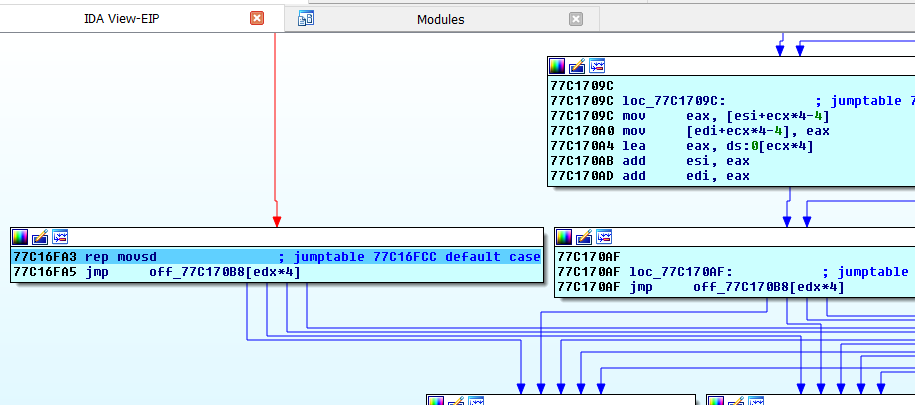 IDA View-EIP
Modules
77C1709C
77C1709C loc_77C1709C: ; jumptable 7
77C1709C mov eax, [esi+ecx*4-4]
77C170A0 mov [edi+ecx*4-4], eax
77C170A4 lea eax, ds:0[ecx*4]
77C170AB add esi, eax
77C170AD add edi, eax
77C16FA3 rep movsd ; jumptable 77C16FCC default case
77C16FA5 jmp off_77C170B8[edx*4]
77C170AF
77C170AF loc_77C170AF: ; jumptable
77C170AF jmp off_77C170B8[edx*4]